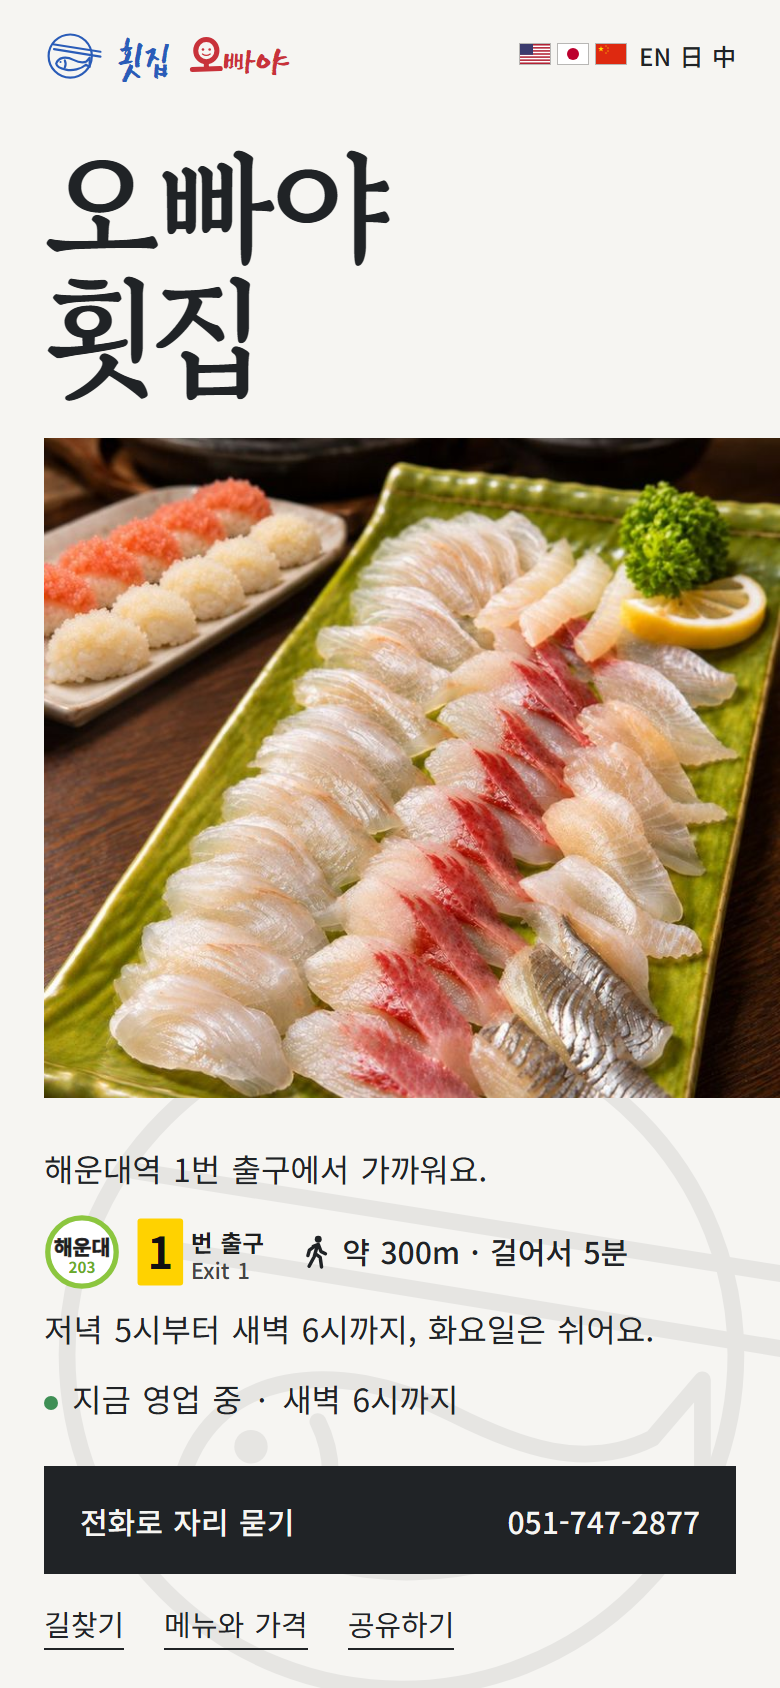 횟집 오빠야
EN 日 中
오빠야
횟집
해운대역 1번 출구에서 가까워요.
해운대
203
1
번 출구
Exit 1
약 300m · 걸어서 5분
저녁 5시부터 새벽 6시까지, 화요일은 쉬어요.
지금 영업 중 · 새벽 6시까지
전화로 자리 묻기 051-747-2877
길찾기 메뉴와 가격 공유하기